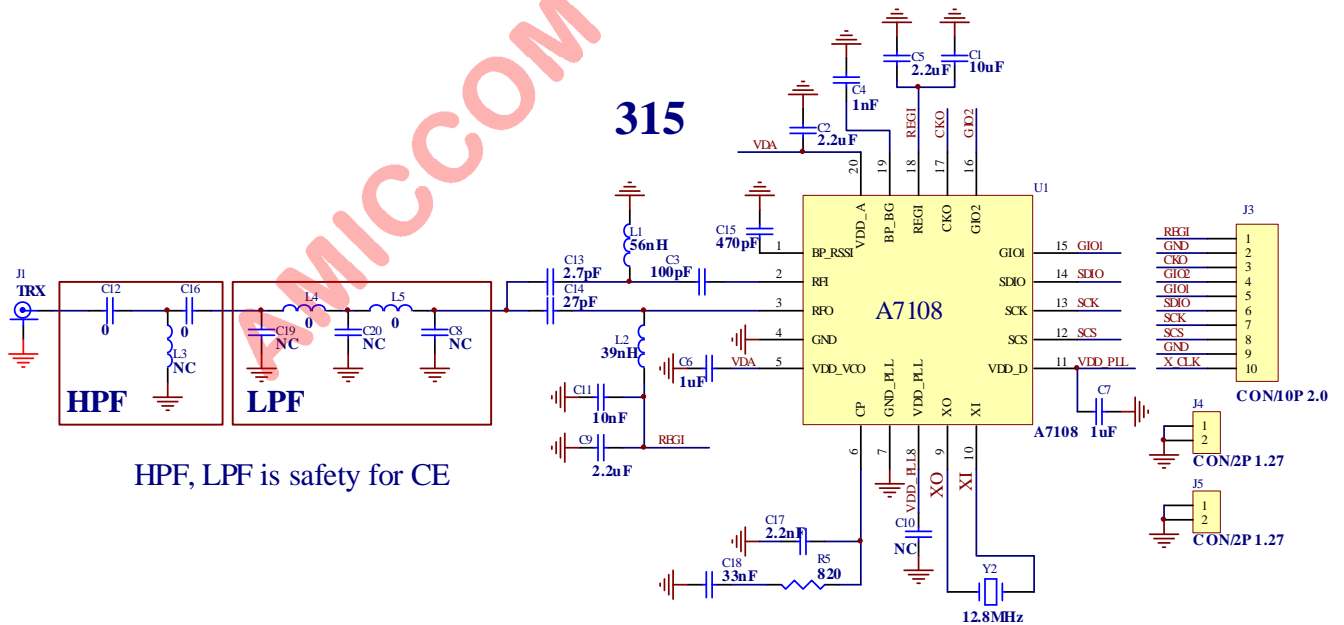 AMICCOM
315
C5
2.2uF
C1
10uF
C4
1nF
C2
2.2uF
VDA
REGI
CKO
GIO2
20
19
18
17
16
U1
VDD_A
BP_BG
REGI
CKO
GIO2
J3
L1
56nH
C15
470pF
1
BP_RSSI
GIO1
15
GIO1
REGI
1
GND
2
J1
TRX
C12
0
C16
0
C13
2.7pF
C3
100pF
2
RFI
SDIO
14
SDIO
CKO
3
GIO2
4
L4
0
L5
0
C14
27pF
3
RFO
A7108
SCK
13
SCK
GIO1
5
SDIO
6
C19
NC
C20
NC
C8
NC
L3
NC
L2
39nH
4
GND
SCS
12
SCS
SCK
7
SCS
8
C6
1uF
VDA
5
VDD_VCO
VDD_D
11
VDD_PLL
GND
9
X_CLK
10
CON/10P 2.0
HPF
LPF
C11
10nF
C9
2.2uF
REGI
CP
GND_PLL
VDD_PLL
XO
XI
A7108
C7
1uF
J4
1
2
CON/2P 1.27
6
7
8
9
10
VDD_PLL
XO
XI
HPF, LPF is safety for CE
J5
1
2
CON/2P 1.27
C17
2.2nF
C10
NC
C18
33nF
R5
820
Y2
12.8MHz